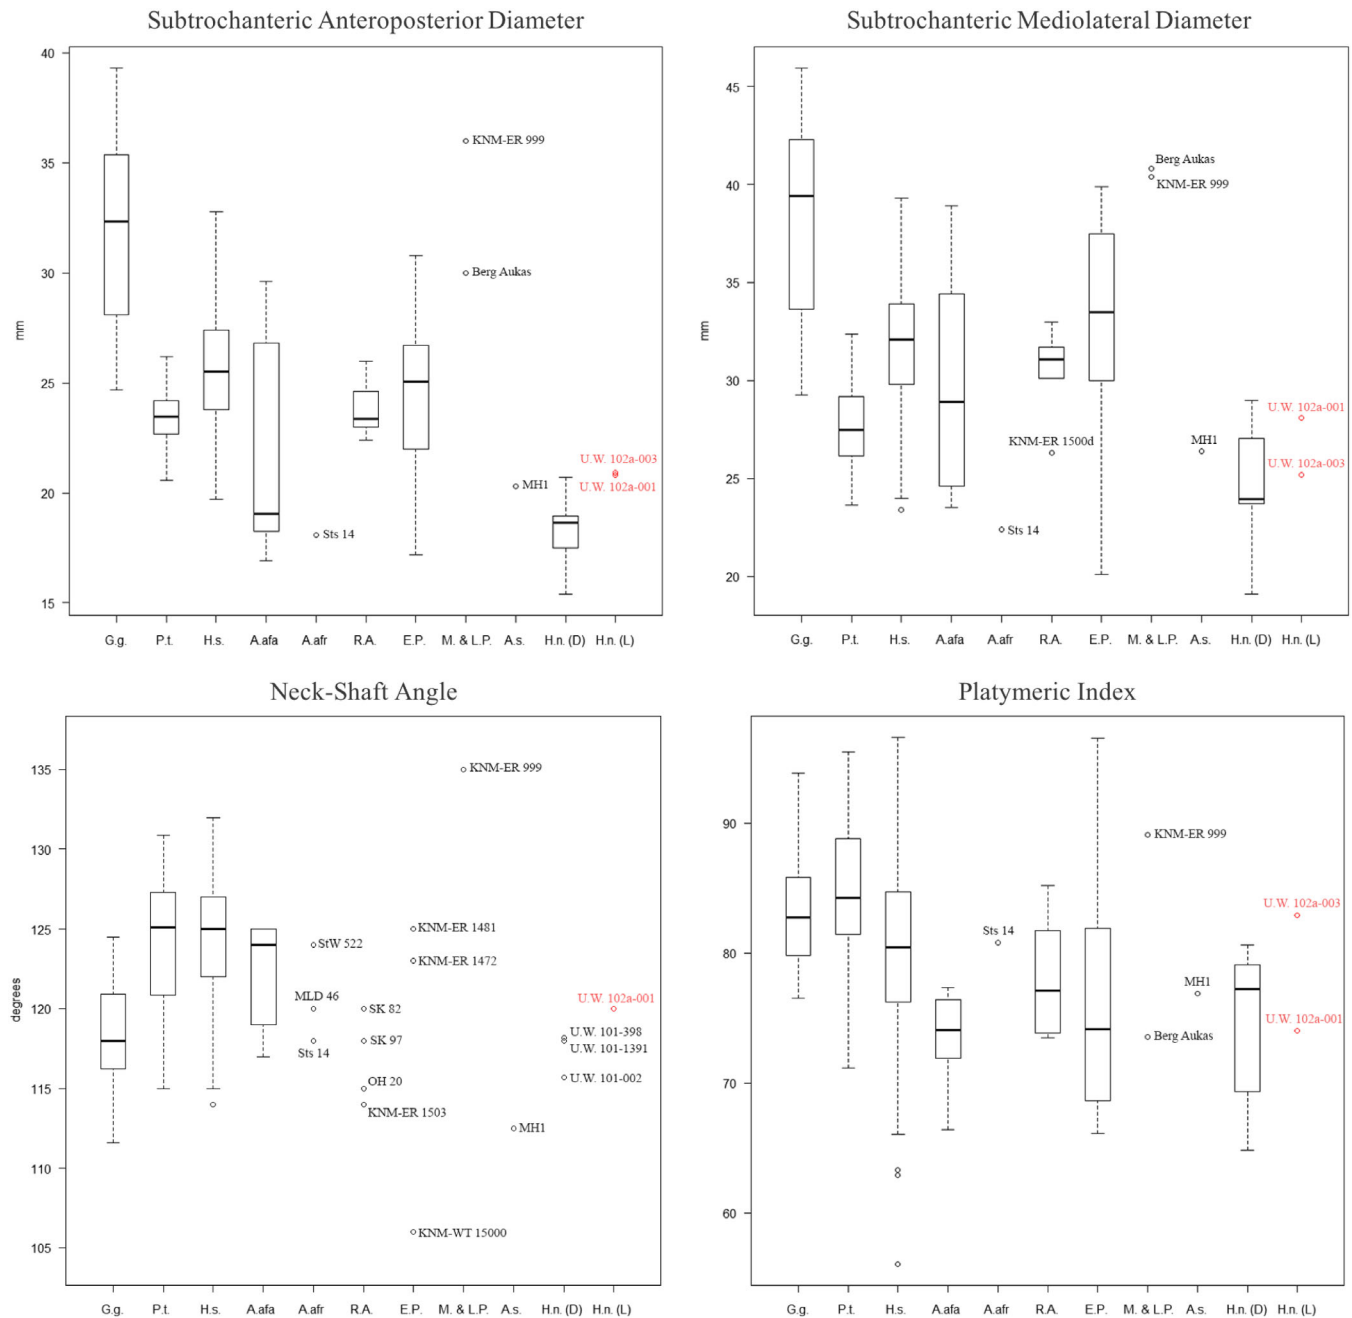 Subtrochanteric Anteroposterior Diameter
40
35
30
25
20
15
mm
KNM-ER 999
Berg Aukas
U.W. 102a-003
U.W. 102a-001
MH1
Sts 14
G.g. P.t. H.s. A.afa A.afr R.A. E.P. M. & L.P. A.s. H.n. (D) H.n. (L)
Subtrochanteric Mediolateral Diameter
45
40
35
30
25
20
mm
Berg Aukas
KNM-ER 999
U.W. 102a-001
KNM-ER 1500d
MH1
U.W. 102a-003
Sts 14
G.g. P.t. H.s. A.afa A.afr R.A. E.P. M. & L.P. A.s. H.n. (D) H.n. (L)
Neck-Shaft Angle
135
130
125
120
115
110
105
degrees
KNM-ER 999
KNM-ER 1481
StW 522
KNM-ER 1472
MLD 46
U.W. 102a-001
SK 82
U.W. 101-398
SK 97
U.W. 101-1391
Sts 14
OH 20
U.W. 101-002
KNM-ER 1503
MH1
KNM-WT 15000
G.g. P.t. H.s. A.afa A.afr R.A. E.P. M. & L.P. A.s. H.n. (D) H.n. (L)
Platymeric Index
90
80
70
60
KNM-ER 999
U.W. 102a-003
Sts 14
MH1
U.W. 102a-001
Berg Aukas
G.g. P.t. H.s. A.afa A.afr R.A. E.P. M. & L.P. A.s. H.n. (D) H.n. (L)